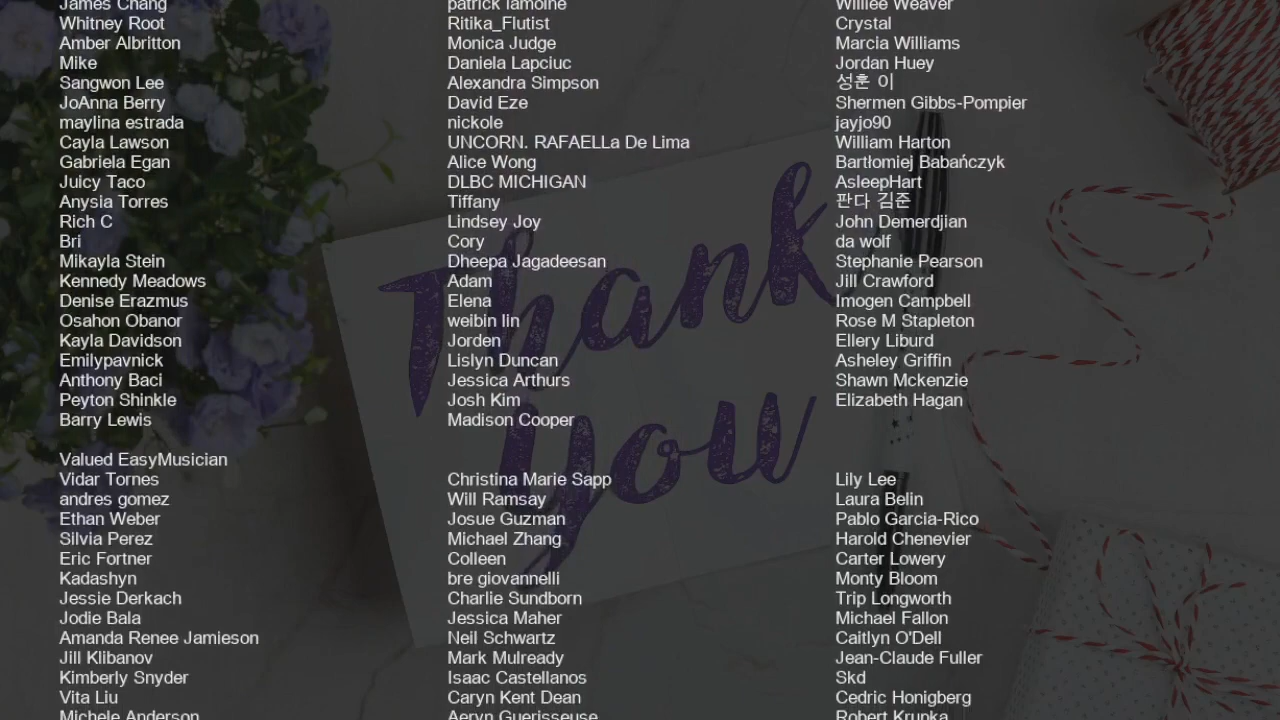 James Chang
Whitney Root
Amber Albritton
Mike
Sangwon Lee
JoAnna Berry
maylina estrada
Cayla Lawson
Gabriela Egan
Juicy Taco
Anysia Torres
Rich C
Bri
Mikayla Stein
Kennedy Meadows
Denise Erazmus
Osahon Obanor
Kayla Davidson
Emilypavnick
Anthony Baci
Peyton Shinkle
Barry Lewis
patrick lamoine
Ritika_Flutist
Monica Judge
Daniela Lapciuc
Alexandra Simpson
David Eze
nickole
UNCORN. RAFAELLa De Lima
Alice Wong
DLBC MICHIGAN
Tiffany
Lindsey Joy
Cory
Dheepa Jagadeesan
Adam
Elena
weibin lin
Jorden
Lislyn Duncan
Jessica Arthurs
Josh Kim
Madison Cooper
Williee Weaver
Crystal
Marcia Williams
Jordan Huey
성훈 이
Shermen Gibbs-Pompier
jayjo90
William Harton
Bartłomiej Babańczyk
AsleepHart
판다 김준
John Demerdjian
da wolf
Stephanie Pearson
Jill Crawford
Imogen Campbell
Rose M Stapleton
Ellery Liburd
Asheley Griffin
Shawn Mckenzie
Elizabeth Hagan
Thank
You
Valued EasyMusician
Vidar Tornes
andres gomez
Ethan Weber
Silvia Perez
Eric Fortner
Kadashyn
Jessie Derkach
Jodie Bala
Amanda Renee Jamieson
Jill Klibanov
Kimberly Snyder
Vita Liu
Michele Anderson
Christina Marie Sapp
Will Ramsay
Josue Guzman
Michael Zhang
Colleen
bre giovannelli
Charlie Sundborn
Jessica Maher
Neil Schwartz
Mark Mulready
Isaac Castellanos
Caryn Kent Dean
Aeryn Guerisseuse
Lily Lee
Laura Belin
Pablo Garcia-Rico
Harold Chenevier
Carter Lowery
Monty Bloom
Trip Longworth
Michael Fallon
Caitlyn O'Dell
Jean-Claude Fuller
Skd
Cedric Honigberg
Robert Krupka